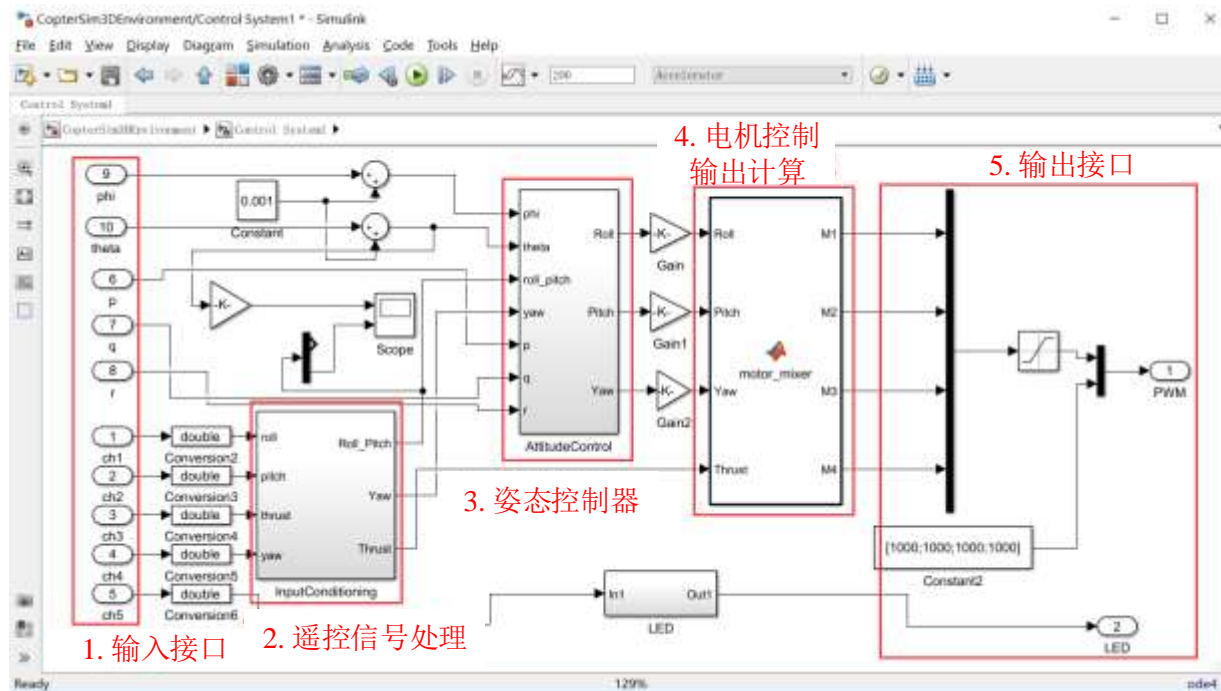 CopterSim3DEnvironment/Control System1 * - Simulink
File Edit View Display Diagram Simulation Analysis Code Tools Help
200
Accelerator
Control System1
CopterSim3DEnvironment
Control System1
4. 电机控制
输出计算
5. 输出接口
9
phi
10
theta
6
p
7
q
8
r
1
ch1
2
ch2
3
ch3
4
ch4
5
ch5
1. 输入接口
0.001
Constant
-K-
Scope
double
Conversion2
double
Conversion3
double
Conversion4
double
Conversion5
double
Conversion6
roll
pitch
thrust
yaw
Roll_Pitch
Yaw
Thrust
InputConditioning
2. 遥控信号处理
phi
theta
roll_pitch
yaw
p
q
r
Roll
Pitch
Yaw
AttitudeControl
3. 姿态控制器
-K-
Gain
-K-
Gain1
-K-
Gain2
Roll
Pitch
Yaw
Thrust
motor_mixer
M1
M2
M3
M4
In1
Out1
LED
[1000;1000;1000;1000]
Constant2
1
PWM
2
LED
Ready
129%
ode4